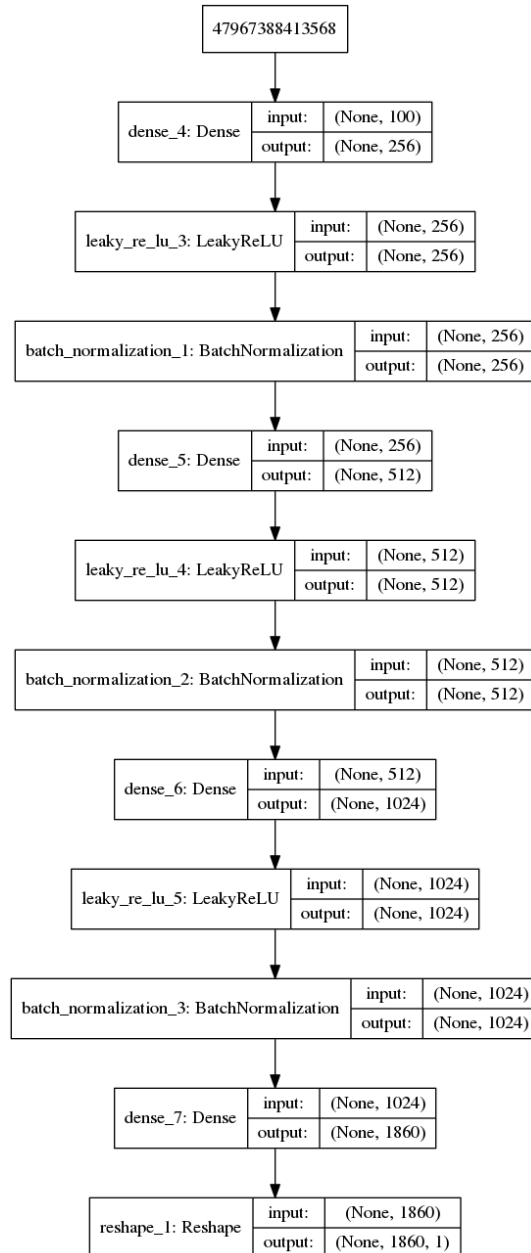 47967388413568
dense_4: Dense
input: (None, 100)
output: (None, 256)
leaky_re_lu_3: LeakyReLU
input: (None, 256)
output: (None, 256)
batch_normalization_1: BatchNormalization
input: (None, 256)
output: (None, 256)
dense_5: Dense
input: (None, 256)
output: (None, 512)
leaky_re_lu_4: LeakyReLU
input: (None, 512)
output: (None, 512)
batch_normalization_2: BatchNormalization
input: (None, 512)
output: (None, 512)
dense_6: Dense
input: (None, 512)
output: (None, 1024)
leaky_re_lu_5: LeakyReLU
input: (None, 1024)
output: (None, 1024)
batch_normalization_3: BatchNormalization
input: (None, 1024)
output: (None, 1024)
dense_7: Dense
input: (None, 1024)
output: (None, 1860)
reshape_1: Reshape
input: (None, 1860)
output: (None, 1860, 1)